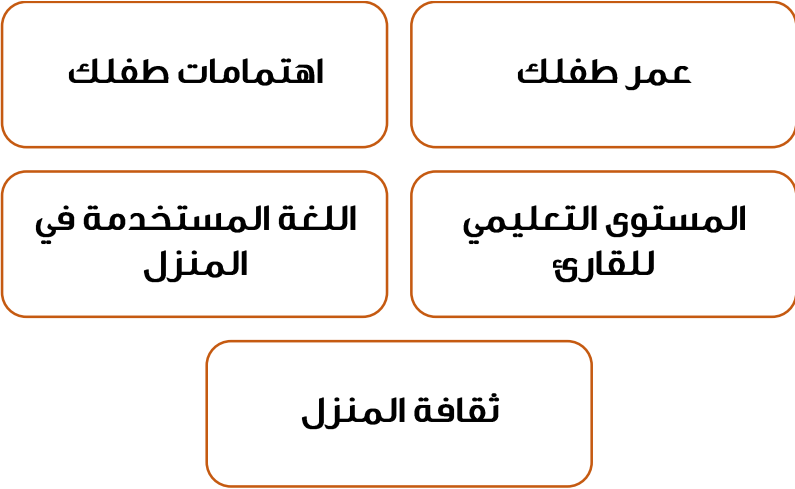 عمر طفلك
اهتمامات طفلك
المستوى التعليمي
للقارئ
اللغة المستخدمة في
المنزل
ثقافة المنزل